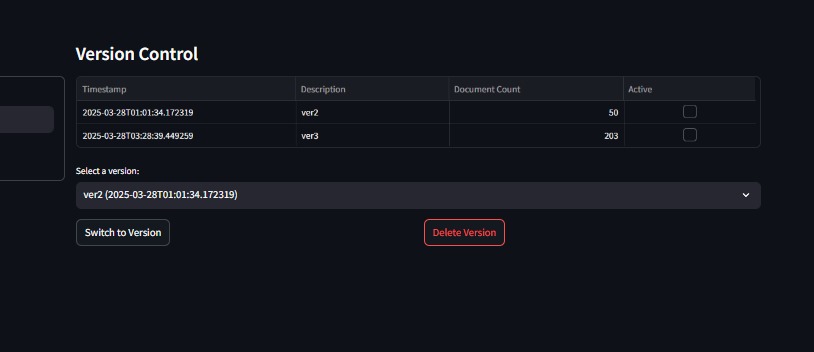 Version Control
Timestamp Description Document Count Active
2025-03-28T01:01:34.172319 ver2 50
2025-03-28T03:28:39.449259 ver3 203
Select a version:
ver2 (2025-03-28T01:01:34.172319)
Switch to Version Delete Version